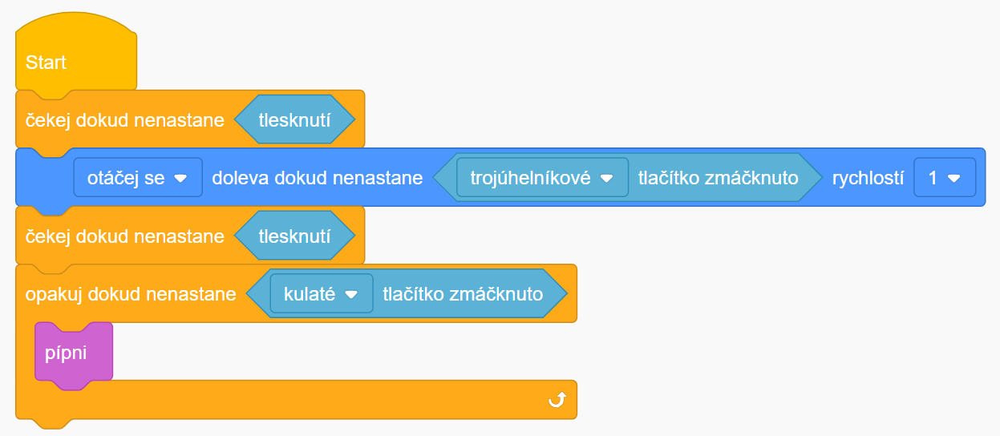 Start
čekej dokud nenastane tlesknutí
otáčej se doleva dokud nenastane trojúhelníkové tlačítko zmáčknuto rychlostí 1
čekej dokud nenastane tlesknutí
opakuj dokud nenastane kulaté tlačítko zmáčknuto
pípni